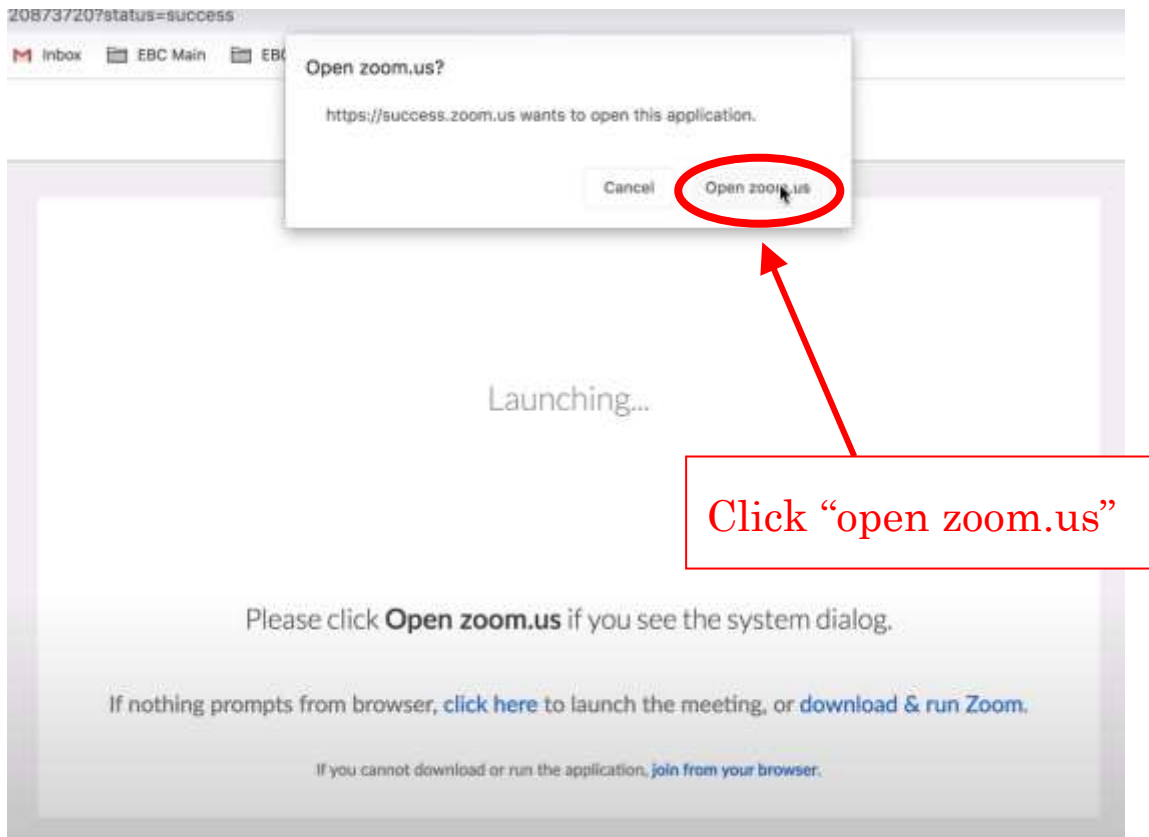 20873720?status=success
Inbox EBC Main EBC
Open zoom.us?
https://success.zoom.us wants to open this application.
Cancel Open zoom.us
Launching...
Click “open zoom.us”
Please click Open zoom.us if you see the system dialog.
If nothing prompts from browser, click here to launch the meeting, or download & run Zoom.
If you cannot download or run the application, join from your browser.